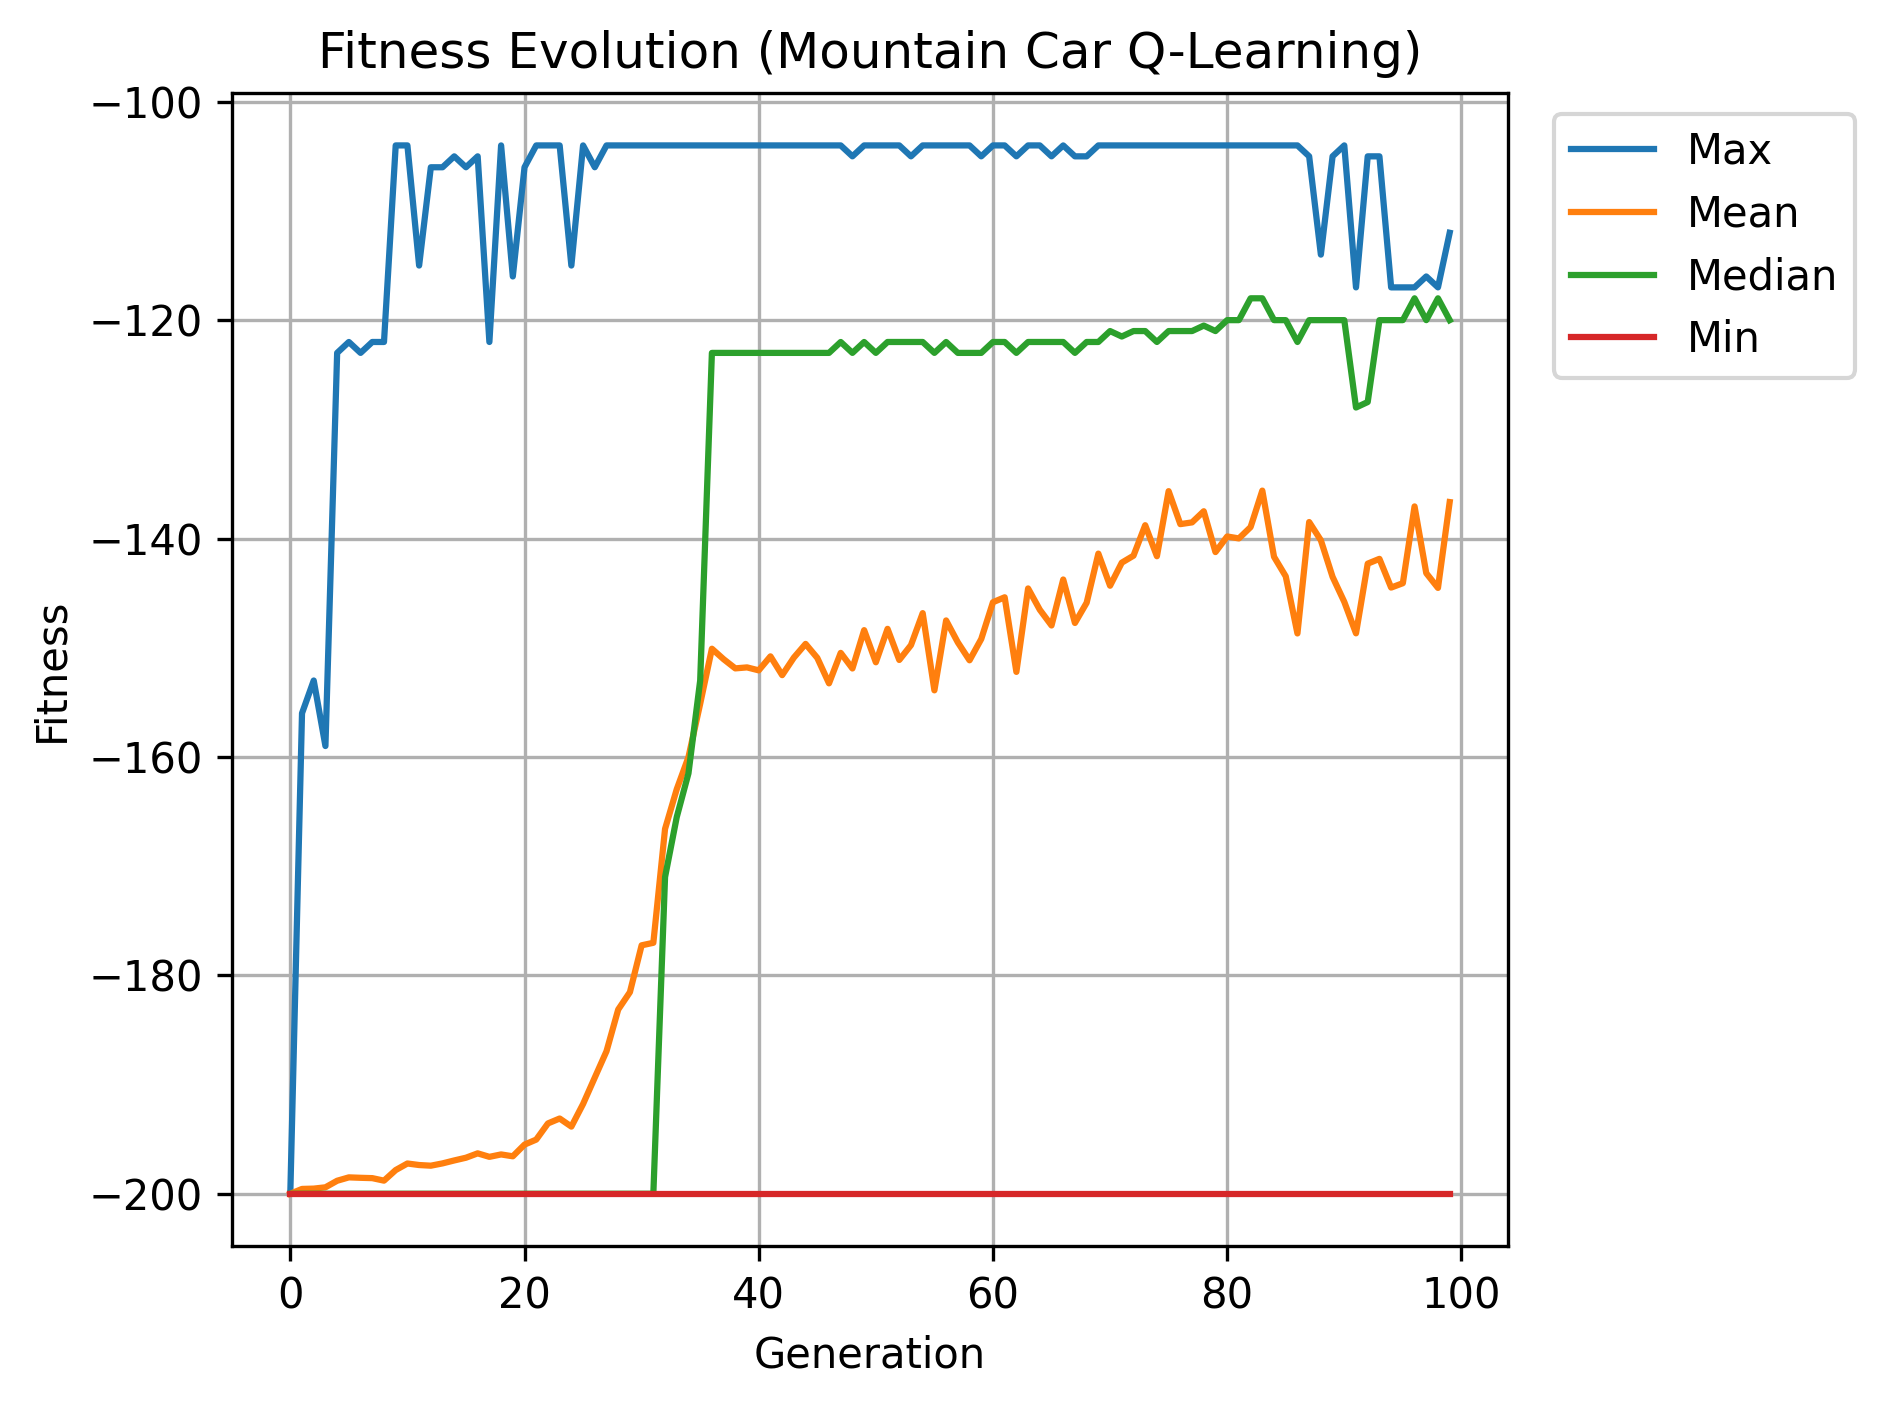 Fitness Evolution (Mountain Car Q-Learning)
−100
−120
−140
−160
−180
−200
Fitness
0 20 40 60 80 100
Generation
Max
Mean
Median
Min